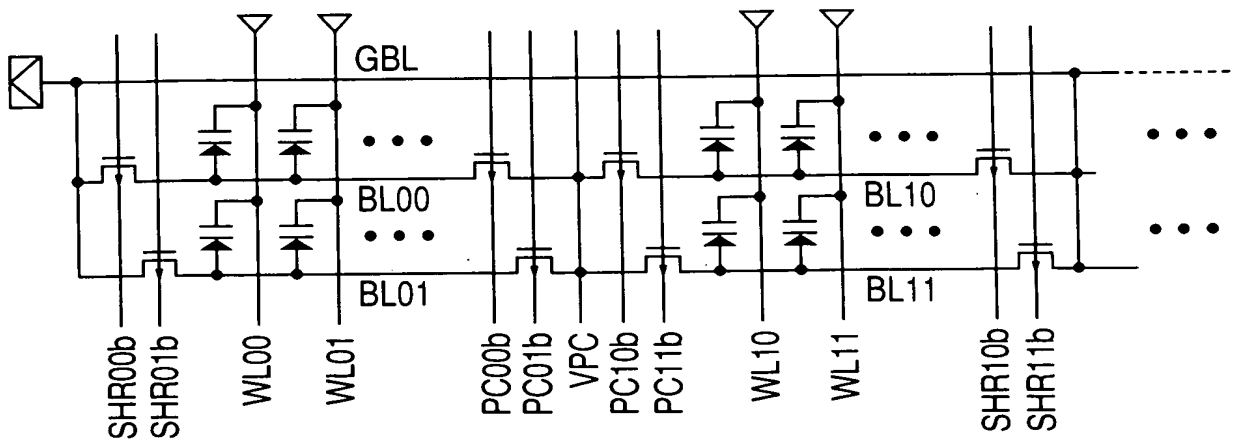 GBL
BL00
BL10
BL01
BL11
SHR00b
SHR01b
WL00
WL01
PC00b
PC01b
VPC
PC10b
PC11b
WL10
WL11
SHR10b
SHR11b